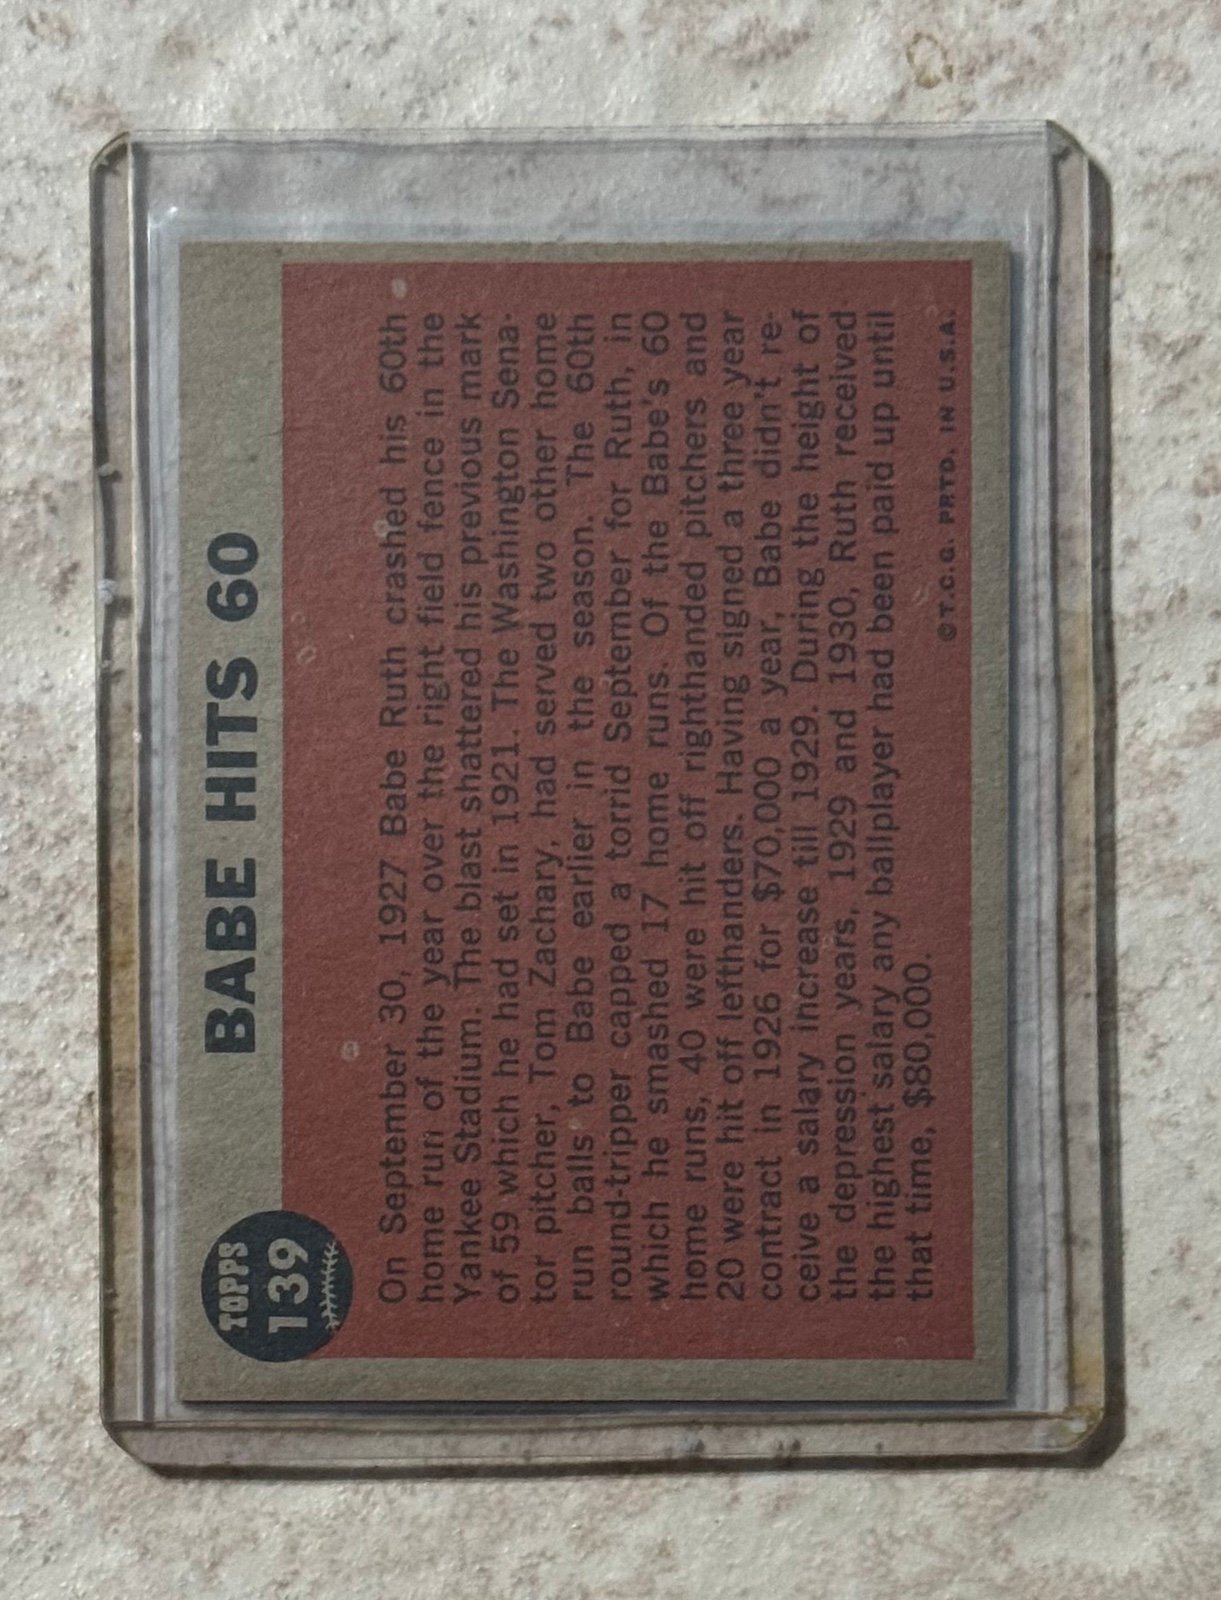 TOPPS
139
BABE HITS 60
On September 30, 1927 Babe Ruth crashed his 60th
home run of the year over the right field fence in the
Yankee Stadium. The blast shattered his previous mark
of 59 which he had set in 1921. The Washington Sena-
tor pitcher, Tom Zachary, had served two other home
run balls to Babe earlier in the season. The 60th
round-tripper capped a torrid September for Ruth, in
which he smashed 17 home runs. Of the Babe's 60
home runs, 40 were hit off righthanded pitchers and
20 were hit off lefthanders. Having signed a three year
contract in 1926 for $70,000 a year, Babe didn't re-
ceive a salary increase till 1929. During the height of
the depression years, 1929 and 1930, Ruth received
the highest salary any ballplayer had been paid up until
that time, $80,000.
© T.C.G. PRTD. IN U.S.A.